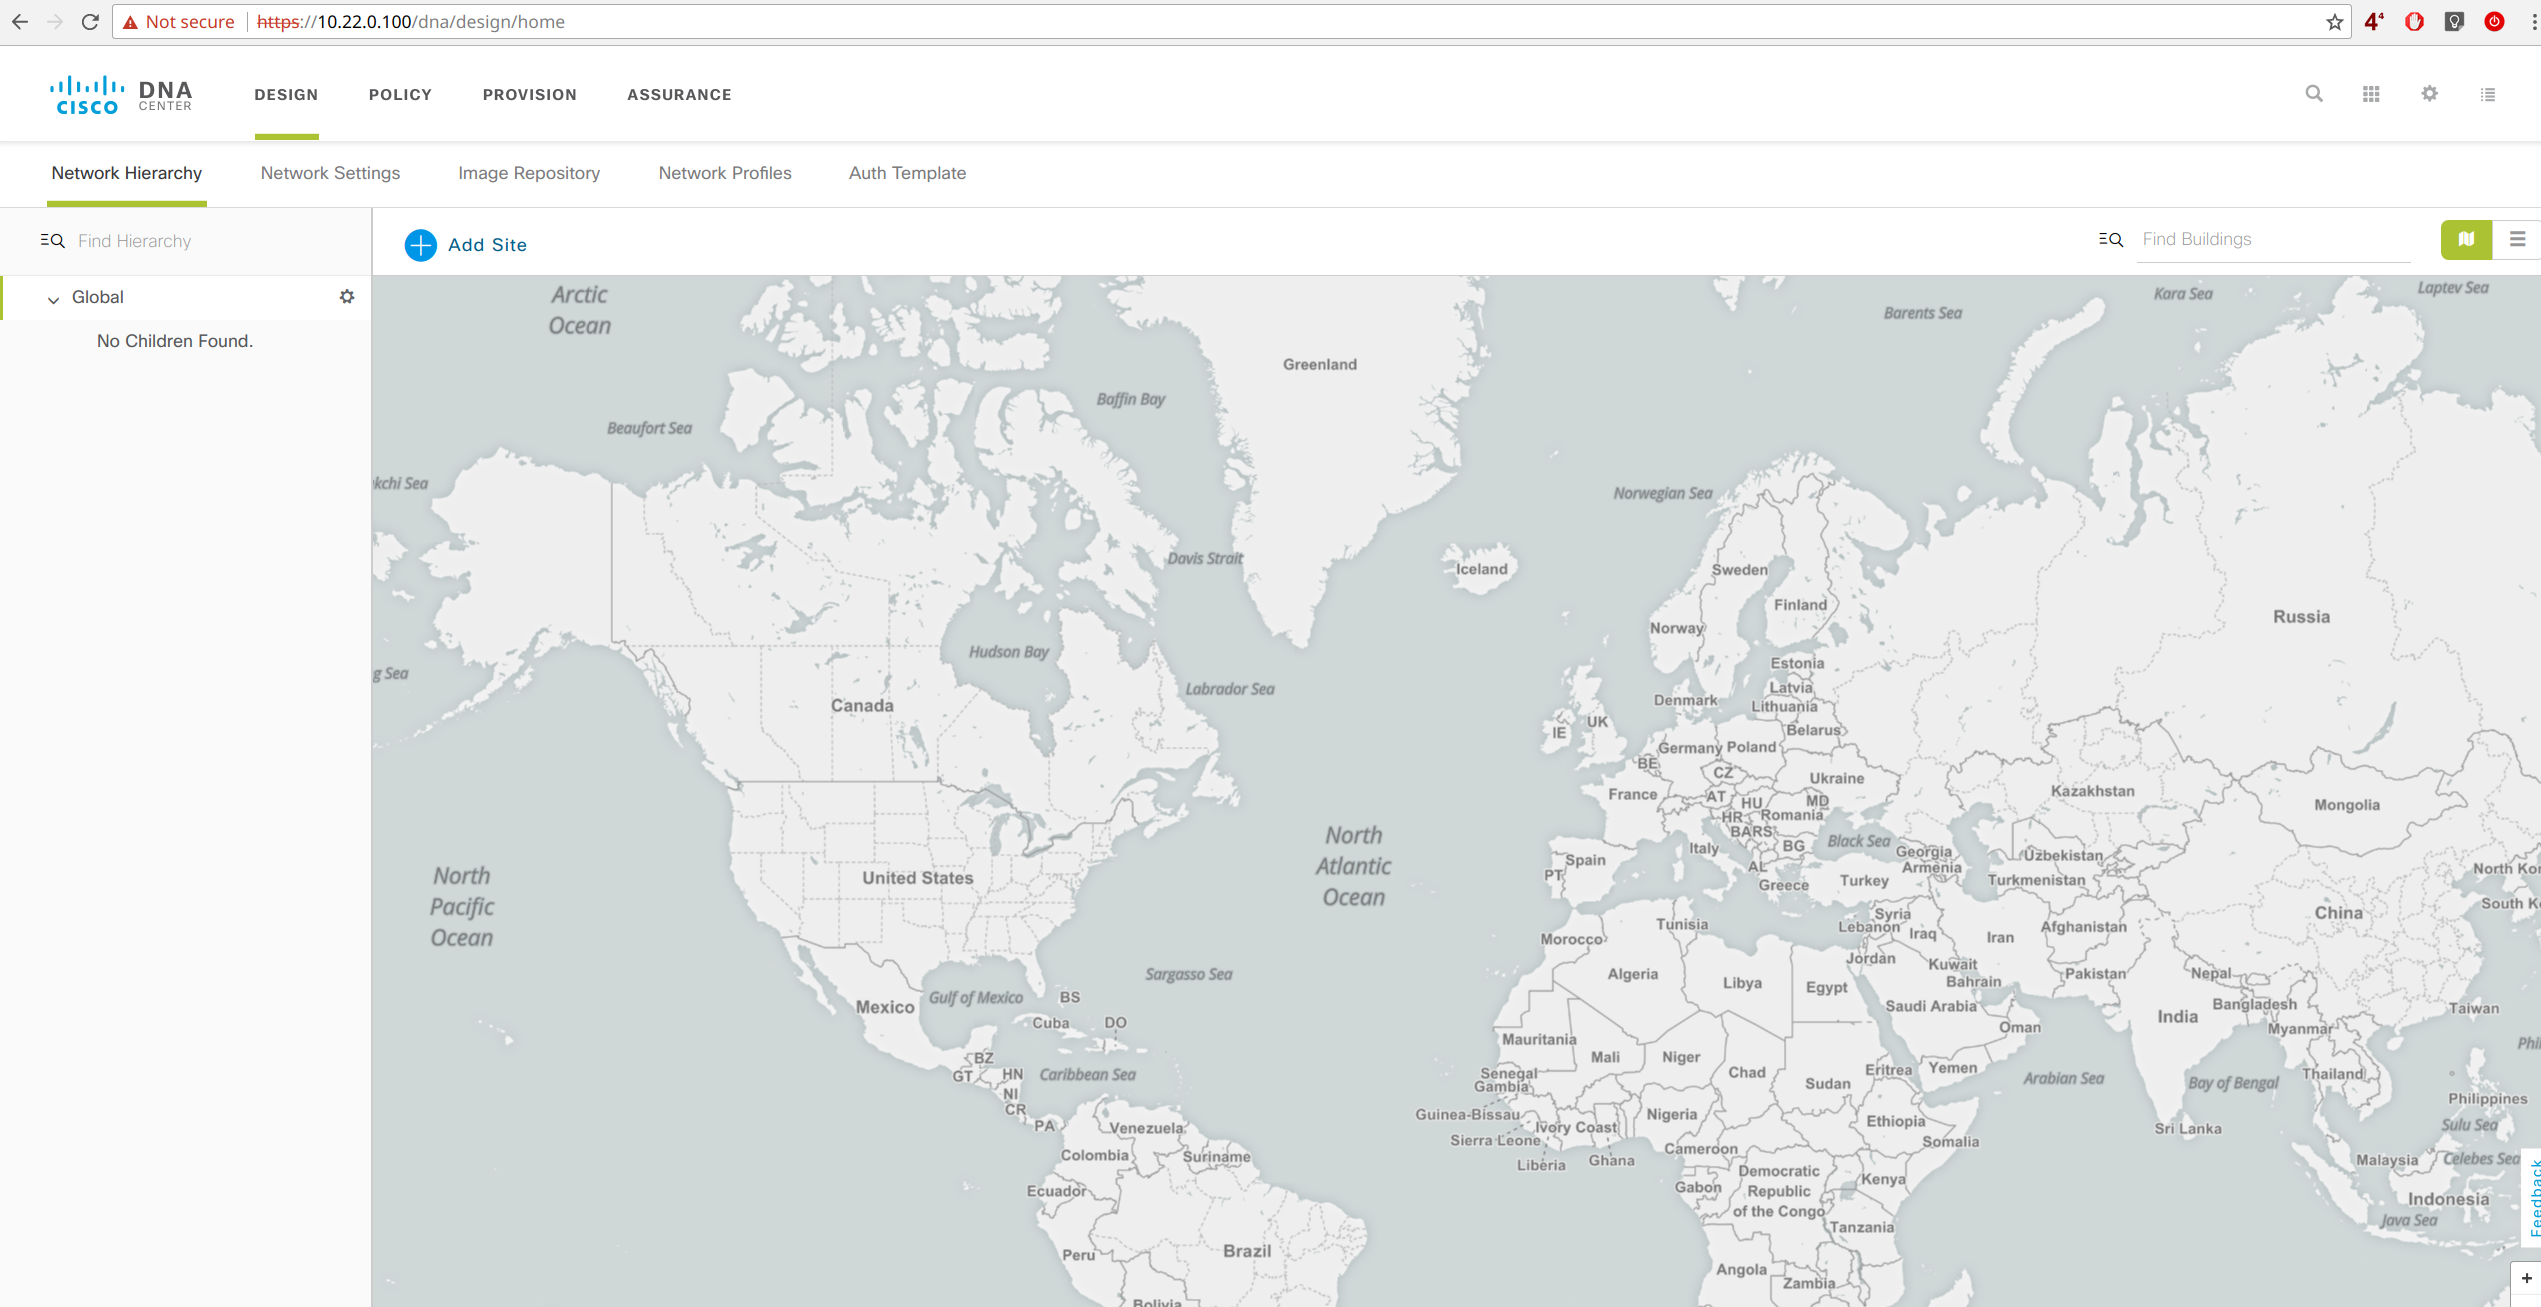 Not secure https://10.22.0.100/dna/design/home
4⁴
CISCO DNA CENTER
DESIGN POLICY PROVISION ASSURANCE
Network Hierarchy Network Settings Image Repository Network Profiles Auth Template
Find Hierarchy
Add Site
Find Buildings
Global
No Children Found.
Arctic
Ocean
Kara Sea
Laptev Sea
Barents Sea
Greenland
Baffin Bay
Beaufort Sea
kchi Sea
Norwegian Sea
Davis Strait
Iceland
Sweden
Finland
Russia
Norway
Hudson Bay
Estonia
g Sea
Labrador Sea
Latvia
Denmark
Lithuania
Canada
UK
IE
Belarus
Germany
Poland
BE
CZ
Ukraine
France
AT
HU
MD
Kazakhstan
Mongolia
HR
Romania
BA
RS
North
Atlantic
Ocean
Italy
BG
Black Sea
Georgia
Uzbekistan
Spain
AL
Armenia
North Ko
PT
Greece
Turkey
Turkmenistan
United States
North
Pacific
Ocean
South K
China
Syria
Tunisia
Lebanon
Iraq
Iran
Afghanistan
Morocco
Jordan
Kuwait
Pakistan
Nepal
Sargasso Sea
Algeria
Libya
Egypt
Bahrain
Gulf of Mexico
BS
Mexico
Saudi Arabia
Bangladesh
Taiwan
India
Cuba
DO
Oman
Myanmar
Mauritania
Phi
BZ
Mali
Niger
GT
HN
Caribbean Sea
Senegal
Chad
Eritrea
Yemen
Arabian Sea
Bay of Bengal
Thailand
Gambia
Sudan
NI
CR
Philippines
Guinea-Bissau
Nigeria
Ethiopia
PA
Venezuela
Ivory Coast
Sri Lanka
Sulu Sea
Sierra Leone
Somalia
Colombia
Suriname
Liberia
Ghana
Cameroon
Malaysia
Celebes Sea
Democratic
Republic
of the Congo
Gabon
Kenya
Ecuador
Indonesia
Java Sea
Tanzania
Peru
Brazil
Angola
Zambia
Bolivia
Feedback
+